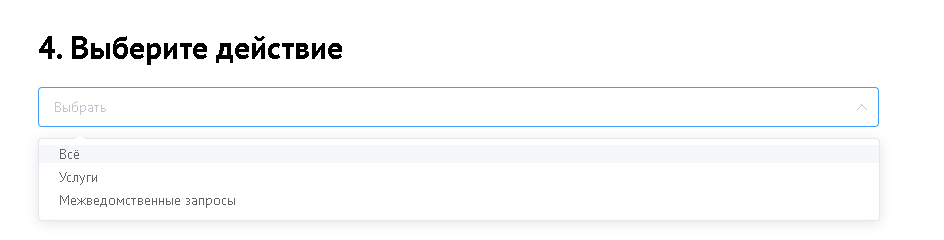 4. Выберите действие
Выбрать
Всё
Услуги
Межведомственные запросы